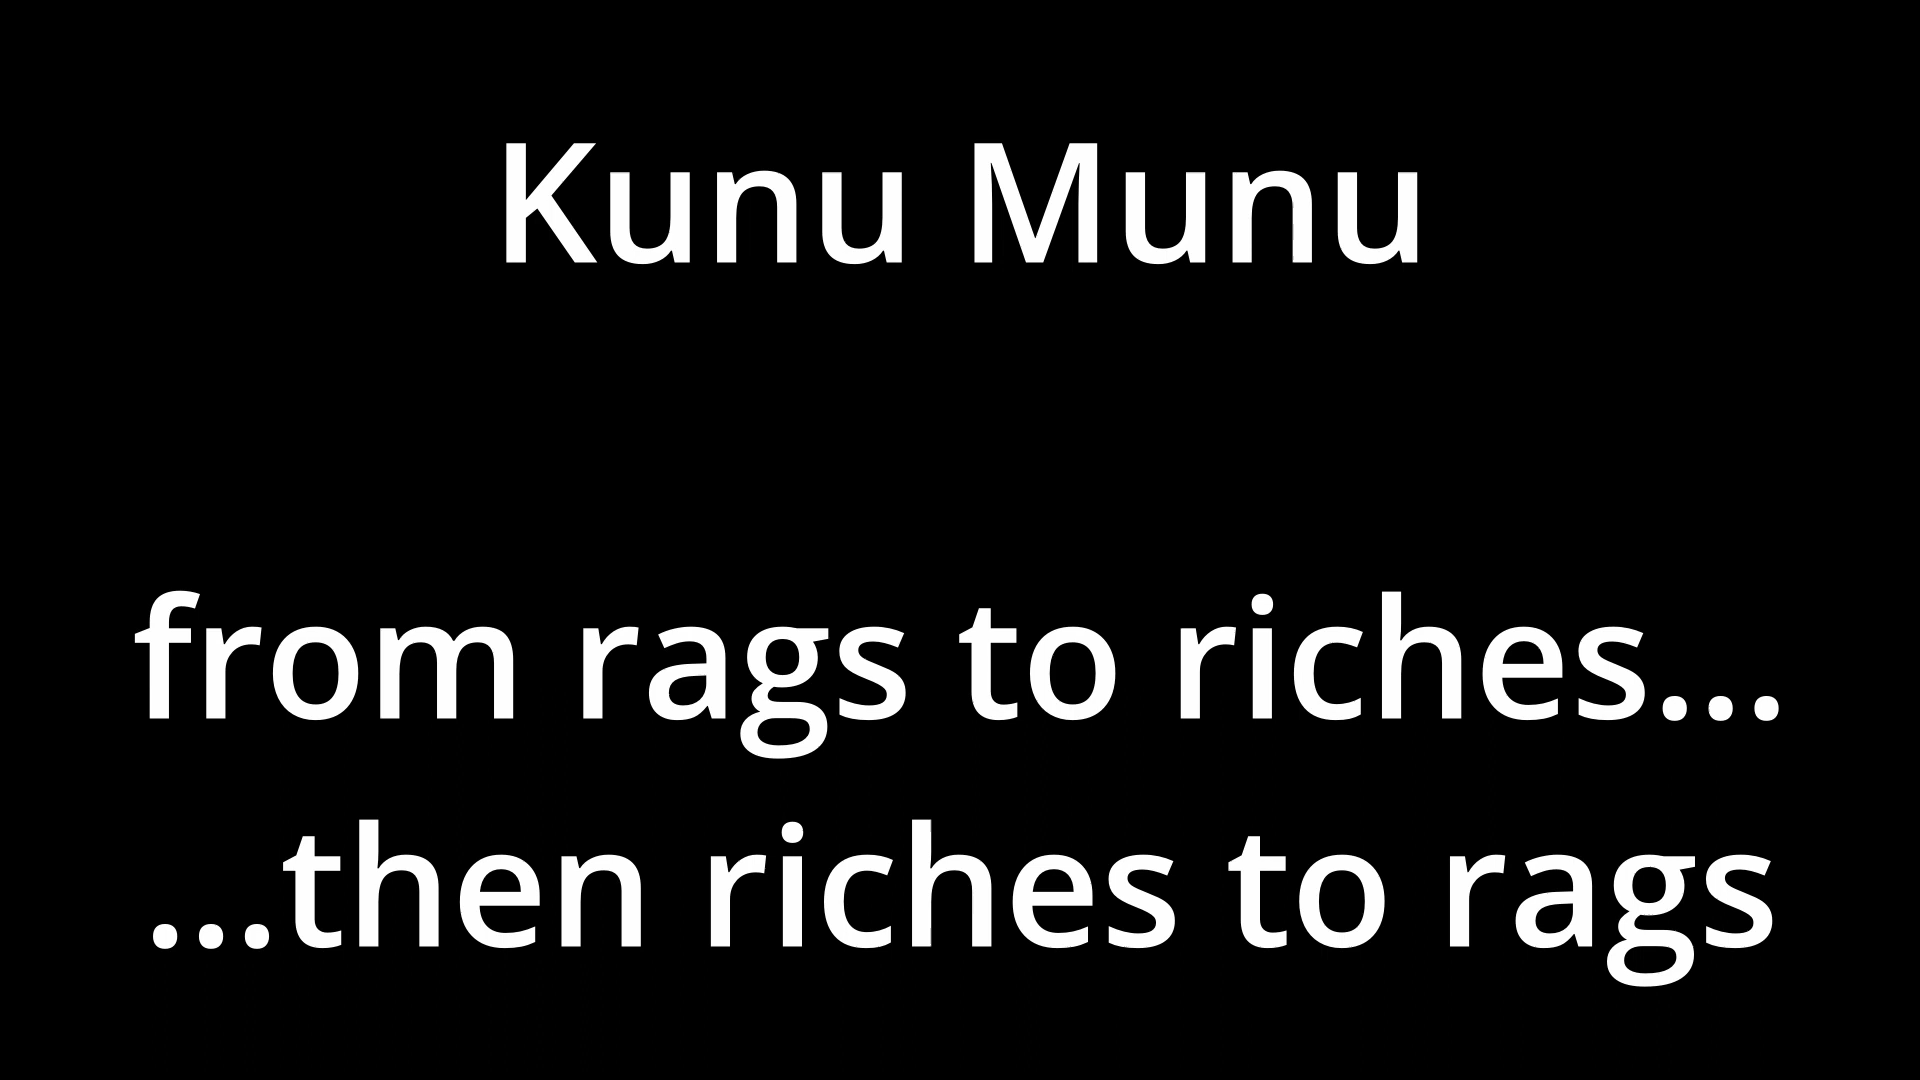 Kunu Munu
from rags to riches...
...then riches to rags